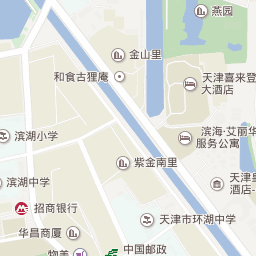 燕园
金山里
和食古狸庵
天津喜来登
大酒店
滨湖小学
滨海·艾丽华
服务公寓
紫金南里
滨湖中学
天津皇
酒店-
招商银行
天津市环湖中学
华昌商厦
中国邮政
物美